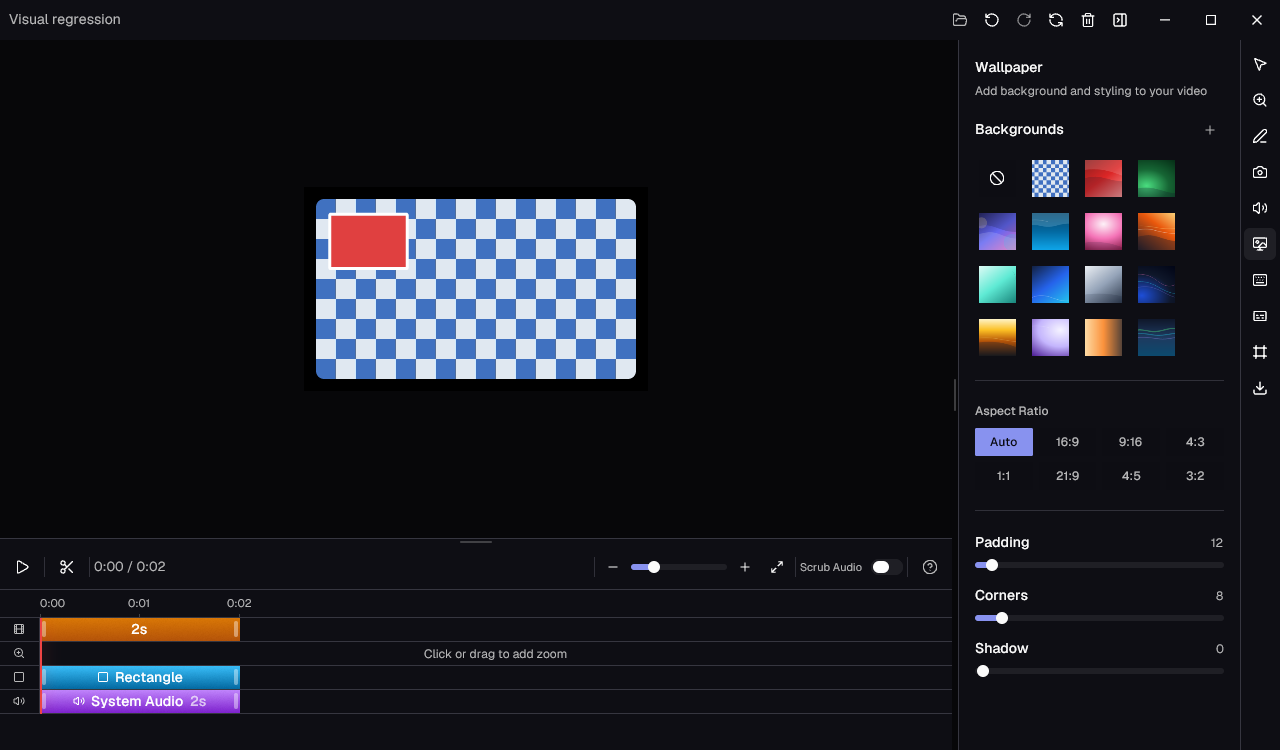 Visual regression
Wallpaper
Add background and styling to your video
Backgrounds
Aspect Ratio
Auto 16:9 9:16 4:3
1:1 21:9 4:5 3:2
Padding 12
Corners 8
Shadow 0
0:00 / 0:02
Scrub Audio
0:00 0:01 0:02
2s
Click or drag to add zoom
Rectangle
System Audio 2s